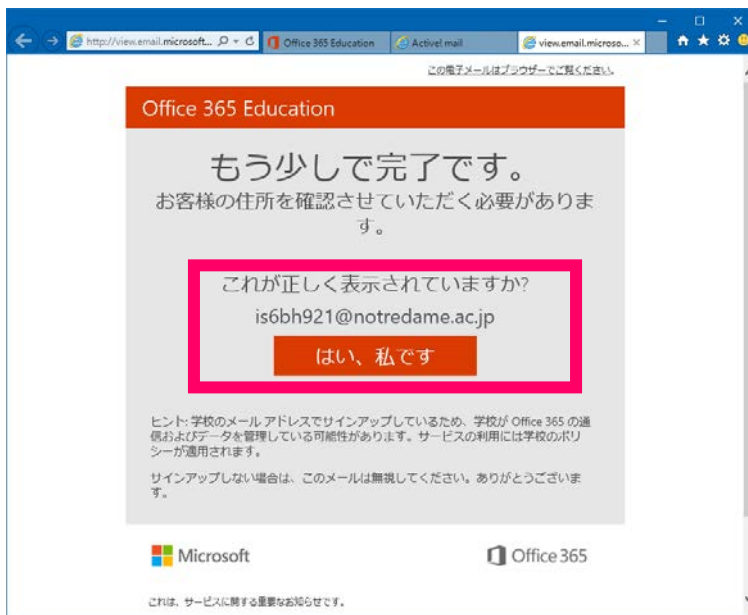 http://view.email.microsoft...
Office 365 Education
Active! mail
view.email.microso...
この電子メールはブラウザーでご覧ください。
Office 365 Education
もう少しで完了です。
お客様の住所を確認させていただく必要がありま
す。
これが正しく表示されていますか?
is6bh921@notredame.ac.jp
はい、私です
ヒント: 学校のメール アドレスでサインアップしているため、学校が Office 365 の通
信およびデータを管理している可能性があります。サービスの利用には学校のポリ
シーが適用されます。
サインアップしない場合は、このメールは無視してください。ありがとうございま
す。
Microsoft
Office 365
これは、サービスに関する重要なお知らせです。